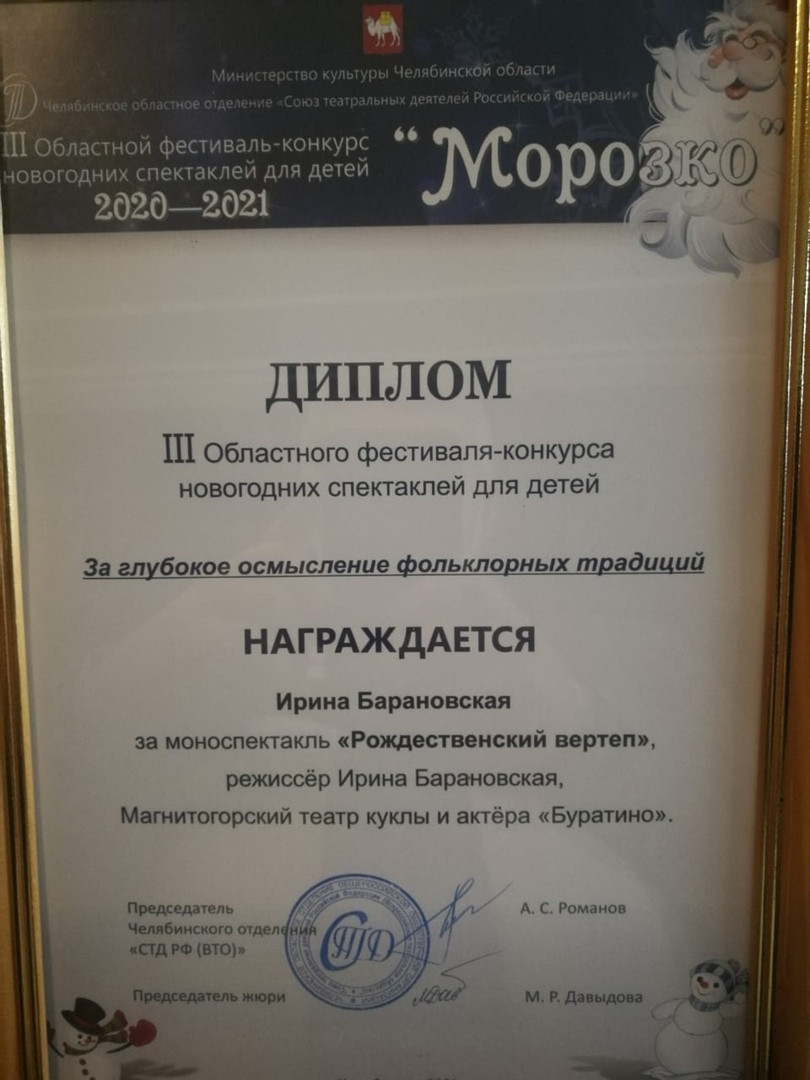 Министерство культуры Челябинской области
Челябинское областное отделение «Союз театральных деятелей Российской Федерации»
III Областной фестиваль-конкурс
новогодних спектаклей для детей
2020—2021
“Морозко”
ДИПЛОМ
III Областного фестиваля-конкурса
новогодних спектаклей для детей
За глубокое осмысление фольклорных традиций
НАГРАЖДАЕТСЯ
Ирина Барановская
за моноспектакль «Рождественский вертеп»,
режиссёр Ирина Барановская,
Магнитогорский театр куклы и актёра «Буратино».
Председатель
Челябинского отделения
«СТД РФ (ВТО)»
А. С. Романов
СТД
Председатель жюри
М. Р. Давыдова